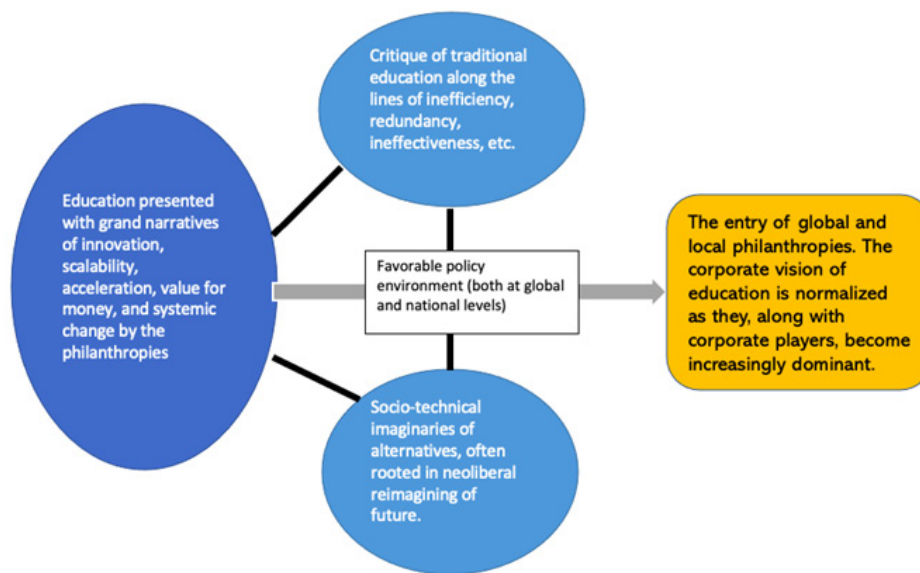 Critique of traditional
education along the
lines of inefficiency,
redundancy,
ineffectiveness, etc.
Education presented
with grand narratives
of innovation,
scalability,
acceleration, value for
money, and systemic
change by the
philanthropies
Favorable policy
environment (both at global
and national levels)
The entry of global and
local philanthropies. The
corporate vision of
education is normalized
as they, along with
corporate players, become
increasingly dominant.
Socio-technical
imaginaries of
alternatives, often
rooted in neoliberal
reimagining of
future.